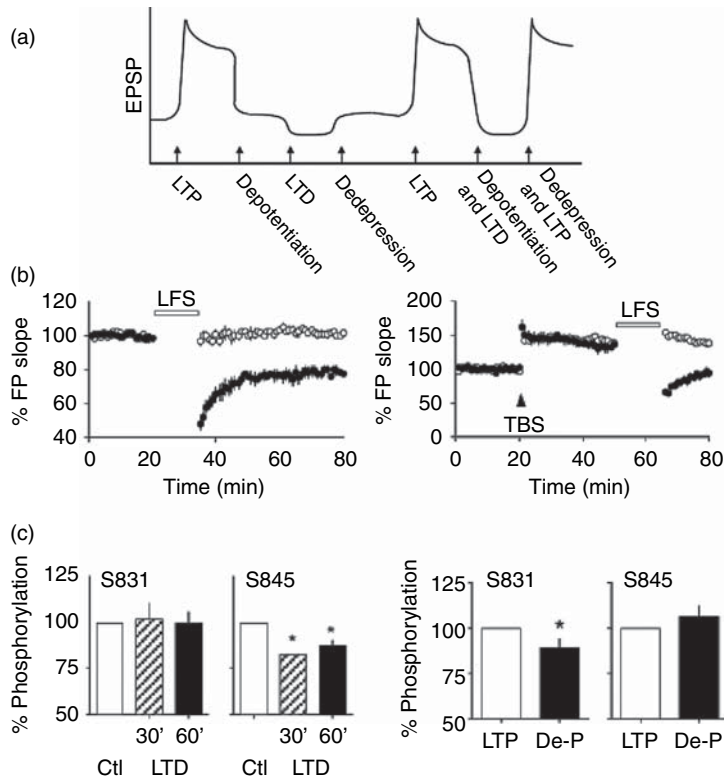 (a)
EPSP
LTP
Depotentiation
LTD
Dedepression
LTP
Depotentiation
and LTD
Dedepression
and LTP
(b)
% FP slope
120
100
80
60
40
LFS
0 20 40 60 80
Time (min)
% FP slope
200
150
100
50
0
LFS
TBS
0 20 40 60 80
Time (min)
(c)
% Phosphorylation
125
100
75
50
S831
30' 60'
Ctl LTD
S845
* *
30' 60'
Ctl LTD
% Phosphorylation
125
100
75
50
S831
*
LTP De-P
S845
LTP De-P